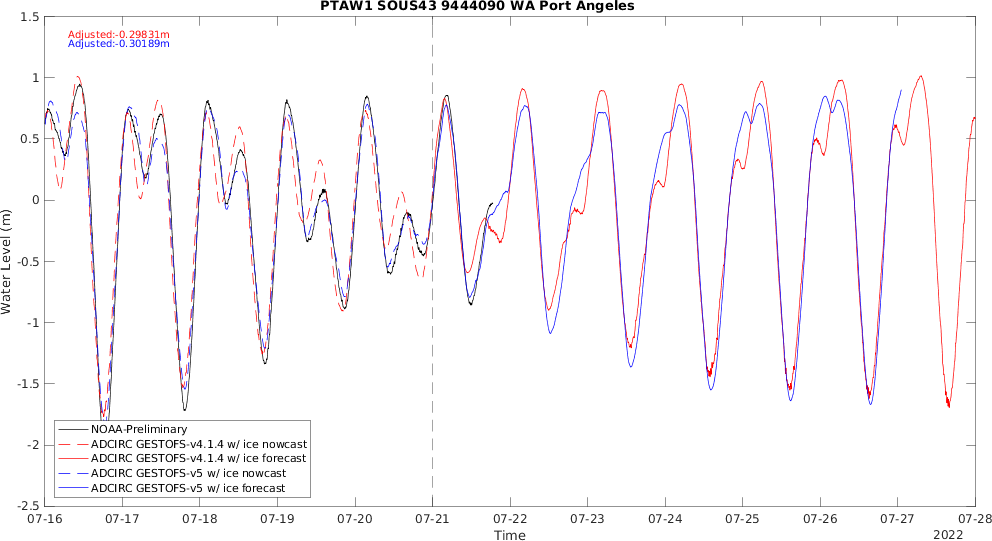 PTAW1 SOUS43 9444090 WA Port Angeles
Adjusted:-0.29831m
Adjusted:-0.30189m
1.5
1
0.5
0
-0.5
-1
-1.5
-2
-2.5
Water Level (m)
NOAA-Preliminary
ADCIRC GESTOFS-v4.1.4 w/ ice nowcast
ADCIRC GESTOFS-v4.1.4 w/ ice forecast
ADCIRC GESTOFS-v5 w/ ice nowcast
ADCIRC GESTOFS-v5 w/ ice forecast
07-16 07-17 07-18 07-19 07-20 07-21 07-22 07-23 07-24 07-25 07-26 07-27 07-28
Time
2022